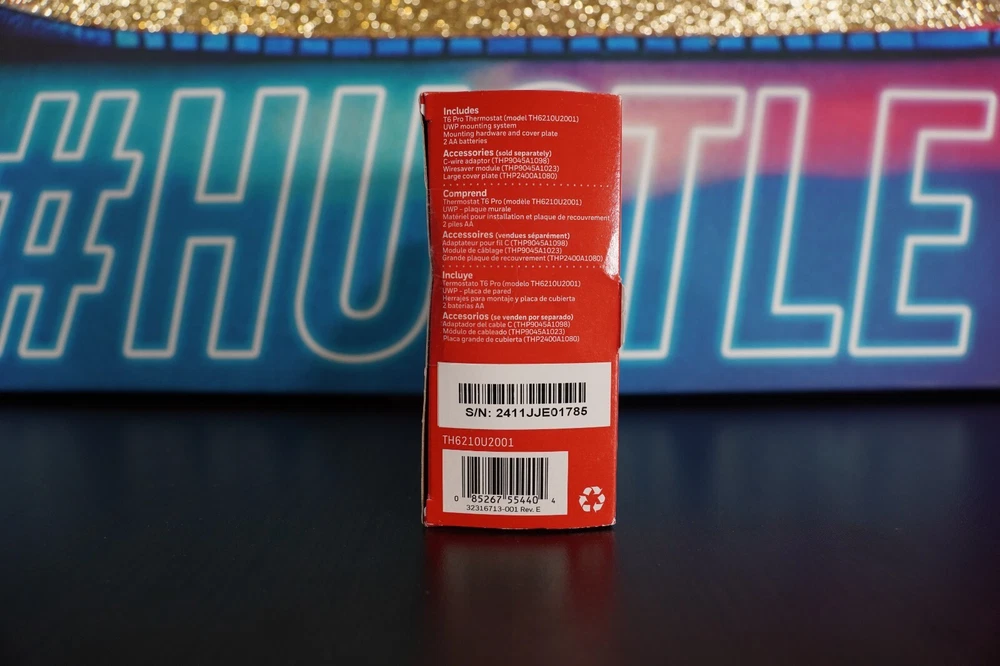 #HUSTLE
Includes
T6 Pro Thermostat (model TH6210U2001)
UWP mounting system
Mounting hardware and cover plate
2 AA batteries
Accessories (sold separately)
C-wire adaptor (THP9045A1098)
Wiresaver module (THP9045A1023)
Large cover plate (THP2400A1080)
Comprend
Thermostat T6 Pro (modèle TH6210U2001)
UWP - plaque murale
Matériel pour installation et plaque de recouvrement
2 piles AA
Accessoires (vendues séparément)
Adaptateur pour fil C (THP9045A1098)
Module de câblage (THP9045A1023)
Grande plaque de recouvrement (THP2400A1080)
Incluye
Termostato T6 Pro (modelo TH6210U2001)
UWP - placa de pared
Herrajes para montaje y placa de cubierta
2 baterías AA
Accesorios (se venden por separado)
Adaptador del cable C (THP9045A1098)
Módulo de cableado (THP9045A1023)
Placa grande de cubierta (THP2400A1080)
S/N: 2411JJE01785
TH6210U2001
0 85267 55440 4
32316713-001 Rev. E